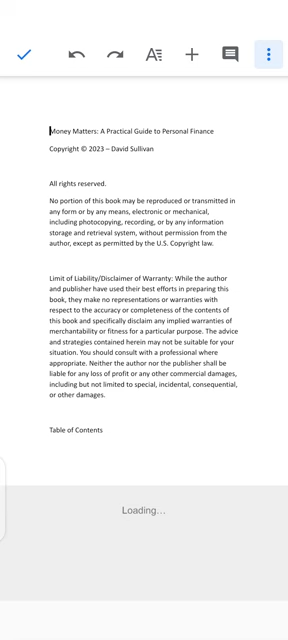 Money Matters: A Practical Guide to Personal Finance
Copyright © 2023 – David Sullivan
All rights reserved.
No portion of this book may be reproduced or transmitted in
any form or by any means, electronic or mechanical,
including photocopying, recording, or by any information
storage and retrieval system, without permission from the
author, except as permitted by the U.S. Copyright law.
Limit of Liability/Disclaimer of Warranty: While the author
and publisher have used their best efforts in preparing this
book, they make no representations or warranties with
respect to the accuracy or completeness of the contents of
this book and specifically disclaim any implied warranties of
merchantability or fitness for a particular purpose. The advice
and strategies contained herein may not be suitable for your
situation. You should consult with a professional where
appropriate. Neither the author nor the publisher shall be
liable for any loss of profit or any other commercial damages,
including but not limited to special, incidental, consequential,
or other damages.
Table of Contents
Loading...